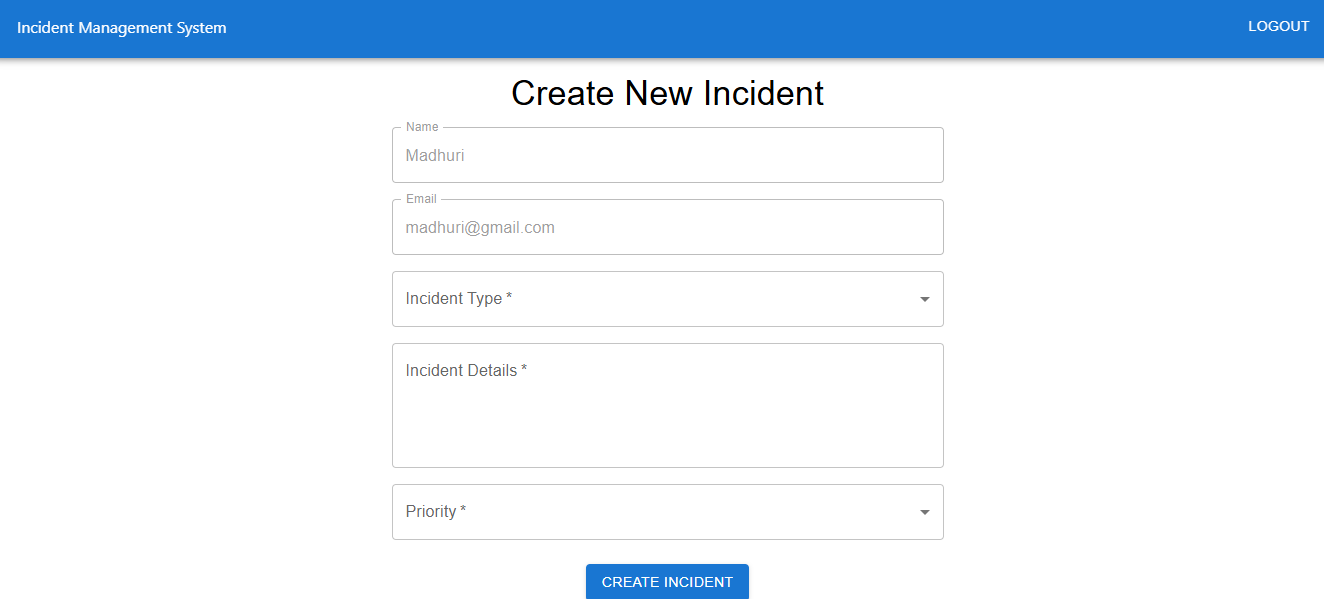 Incident Management System
LOGOUT
Create New Incident
Name
Madhuri
Email
madhuri@gmail.com
Incident Type *
Incident Details *
Priority *
CREATE INCIDENT